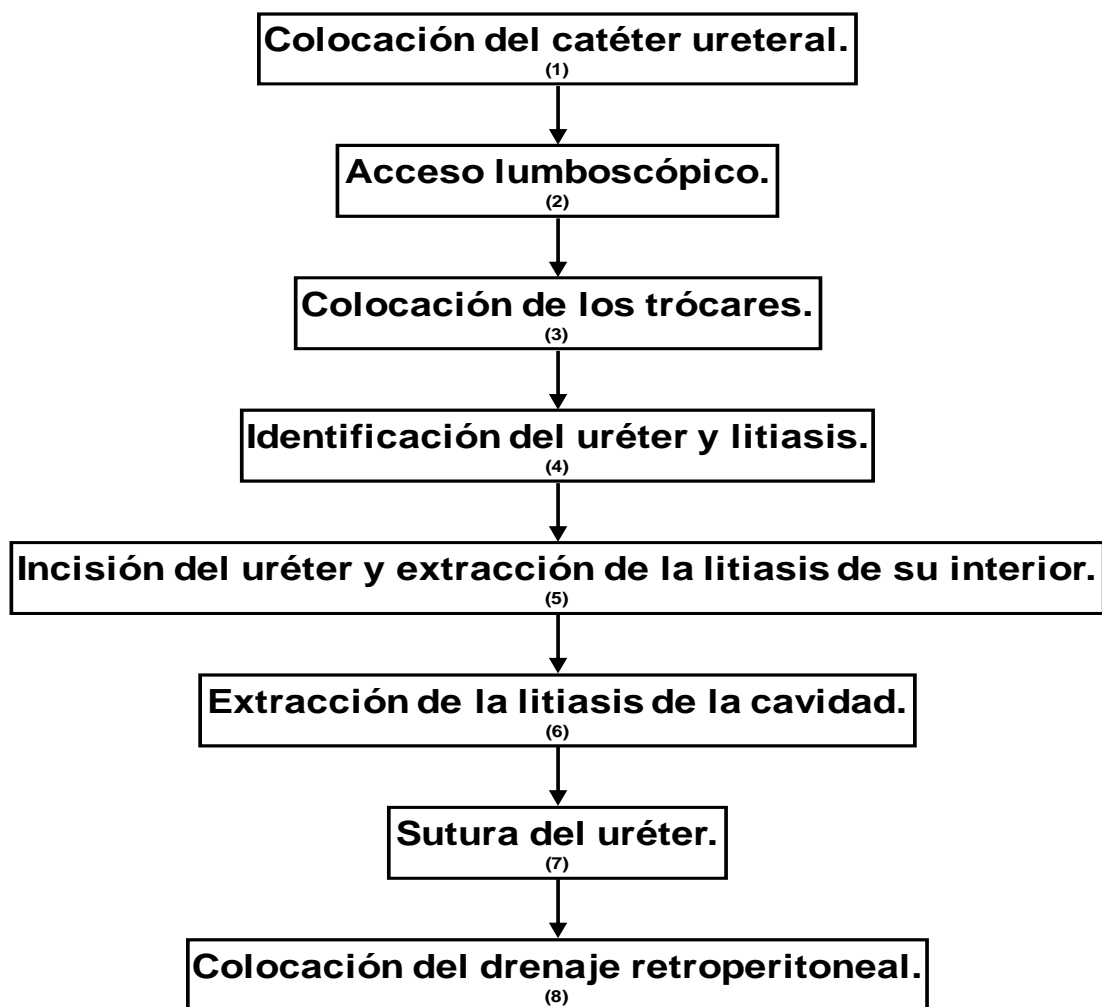 Colocación del catéter ureteral.
(1)
Acceso lumboscópico.
(2)
Colocación de los trócares.
(3)
Identificación del uréter y litiasis.
(4)
Incisión del uréter y extracción de la litiasis de su interior.
(5)
Extracción de la litiasis de la cavidad.
(6)
Sutura del uréter.
(7)
Colocación del drenaje retroperitoneal.
(8)